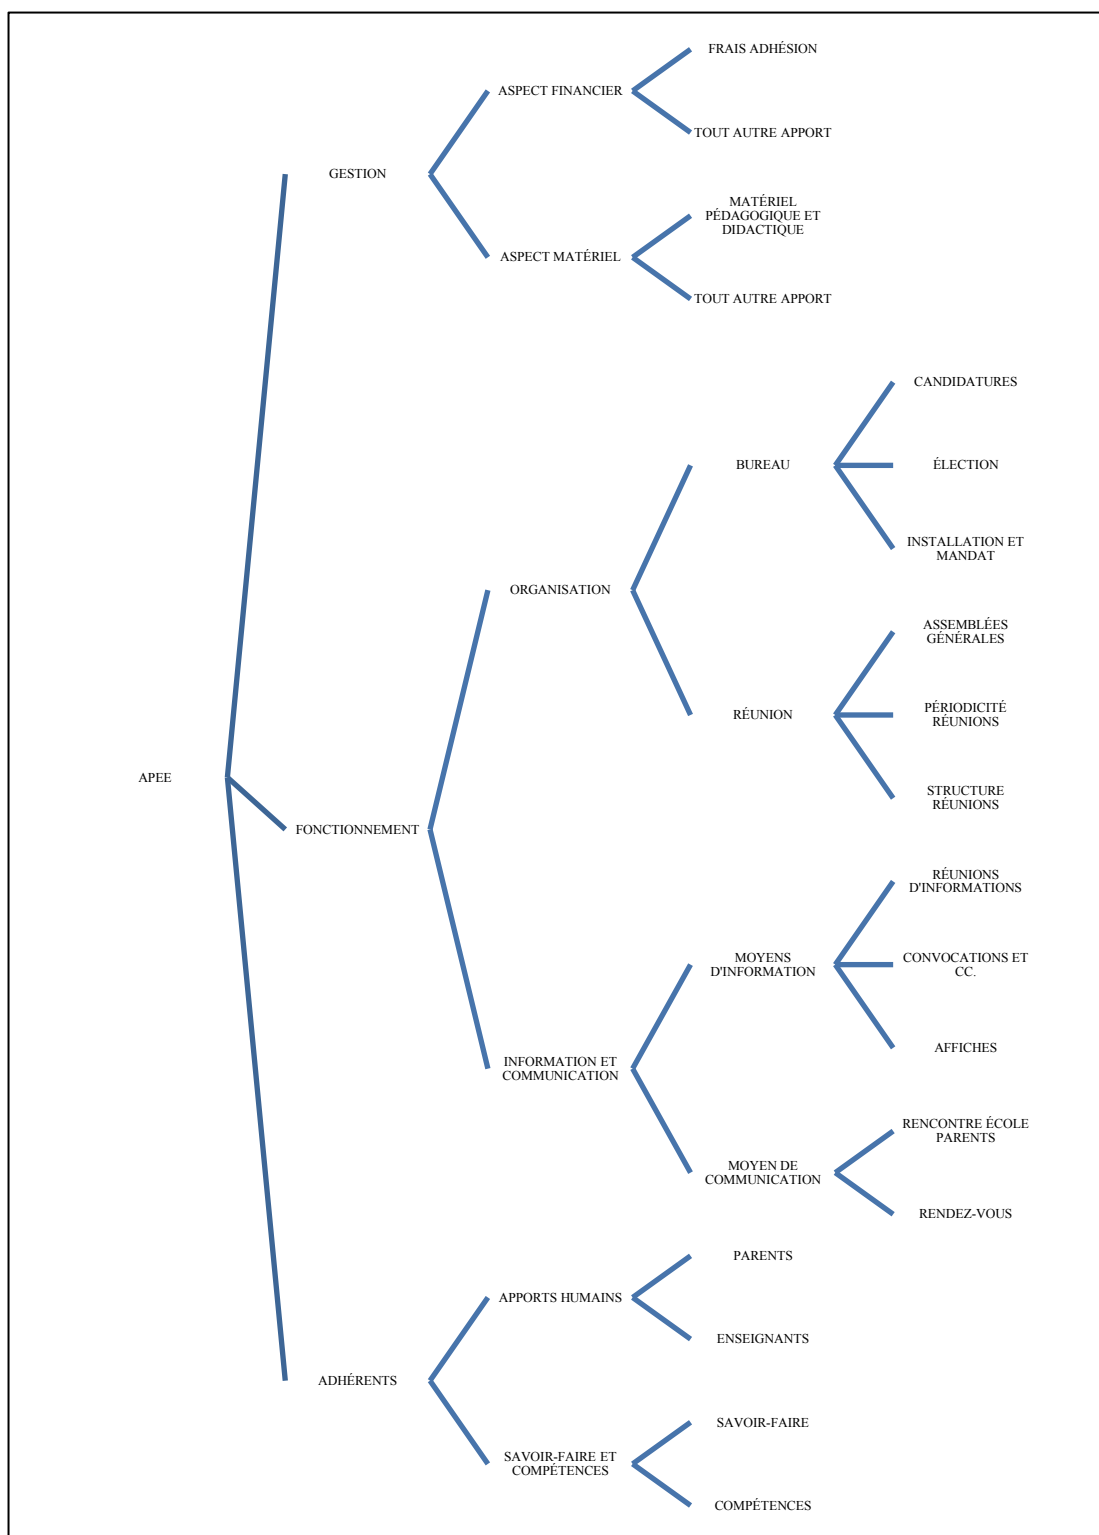 FRAIS ADHÉSION
ASPECT FINANCIER
TOUT AUTRE APPORT
GESTION
MATÉRIEL
PÉDAGOGIQUE ET
DIDACTIQUE
ASPECT MATÉRIEL
TOUT AUTRE APPORT
CANDIDATURES
BUREAU
ÉLECTION
INSTALLATION ET
MANDAT
ORGANISATION
ASSEMBLÉES
GÉNÉRALES
RÉUNION
PÉRIODICITÉ
RÉUNIONS
STRUCTURE
RÉUNIONS
APEE
FONCTIONNEMENT
RÉUNIONS
D'INFORMATIONS
MOYENS
D'INFORMATION
CONVOCATIONS ET
CC.
AFFICHES
INFORMATION ET
COMMUNICATION
RENCONTRE ÉCOLE
PARENTS
MOYEN DE
COMMUNICATION
RENDEZ-VOUS
PARENTS
APPORTS HUMAINS
ENSEIGNANTS
ADHÉRENTS
SAVOIR-FAIRE
SAVOIR-FAIRE ET
COMPÉTENCES
COMPÉTENCES